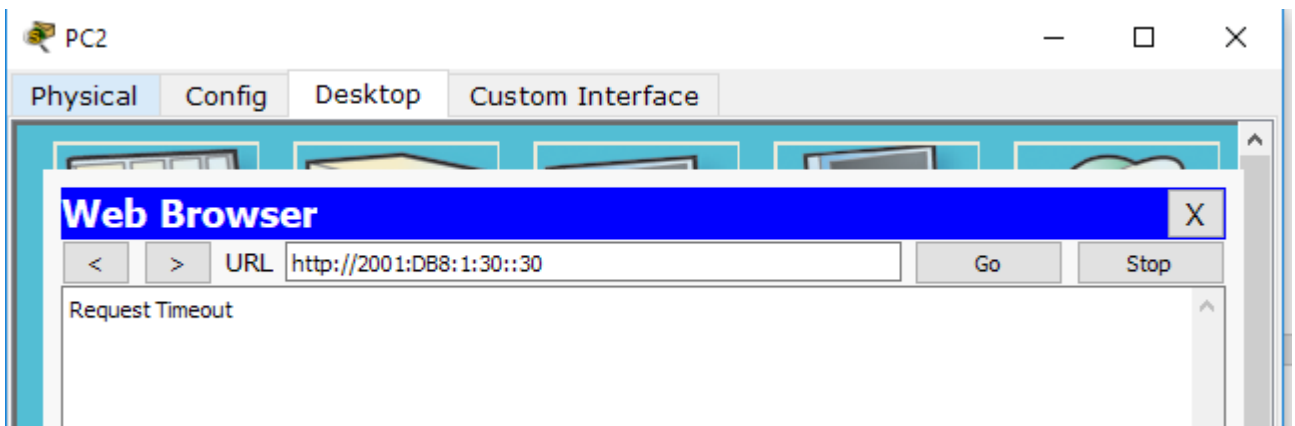 PC2
Physical Config Desktop Custom Interface
Web Browser X
< > URL http://2001:DB8:1:30::30 Go Stop
Request Timeout